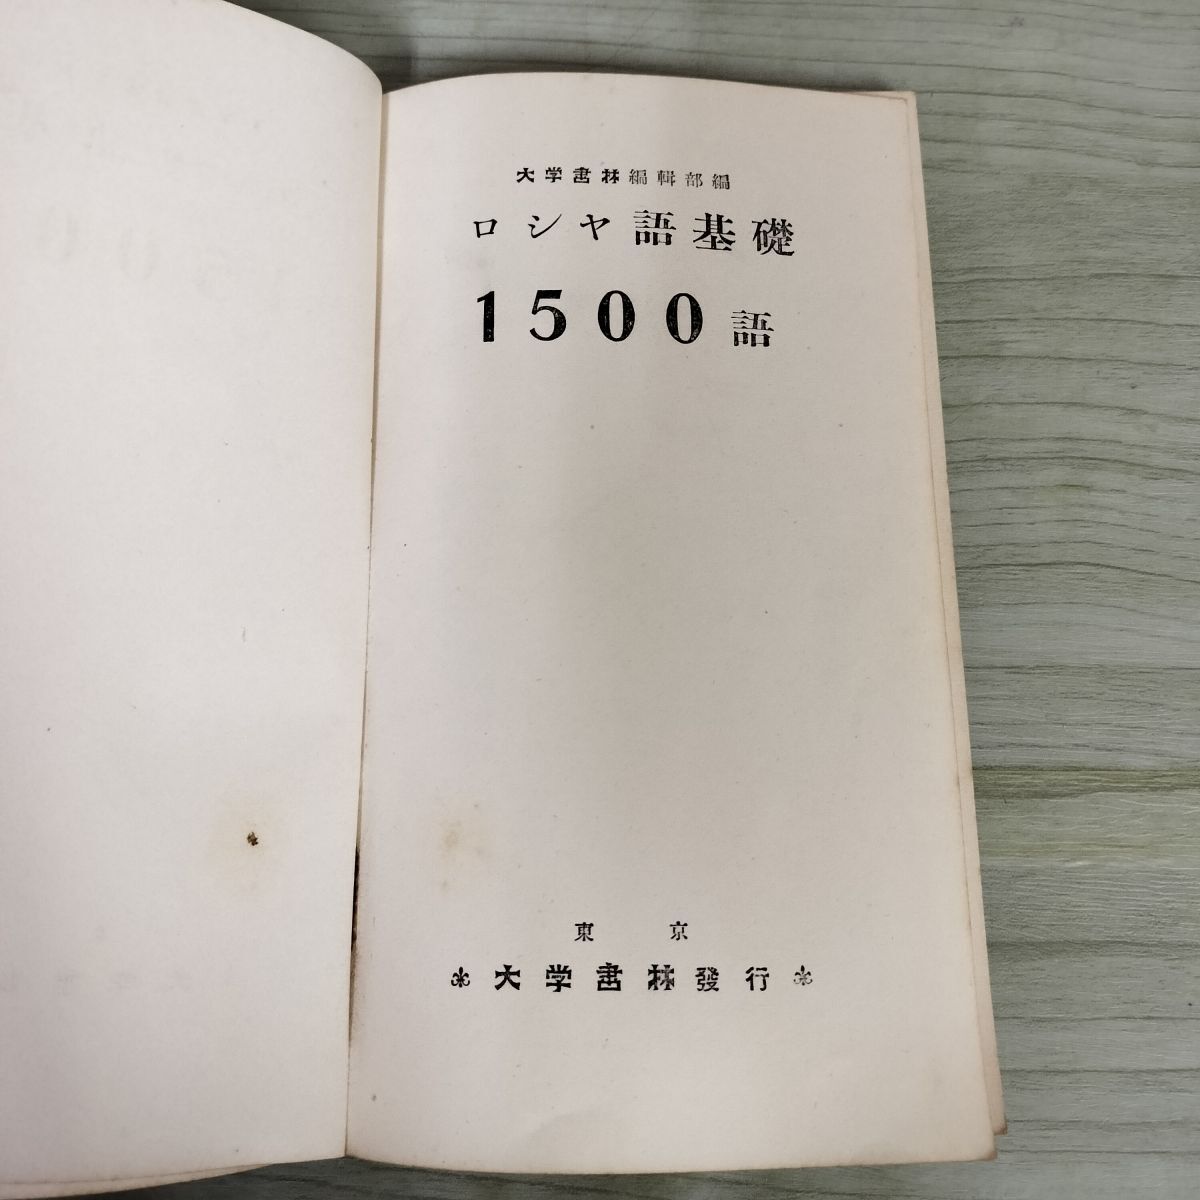 大学書林編輯部編
ロシヤ語基礎
1500語
東京
大学書林發行